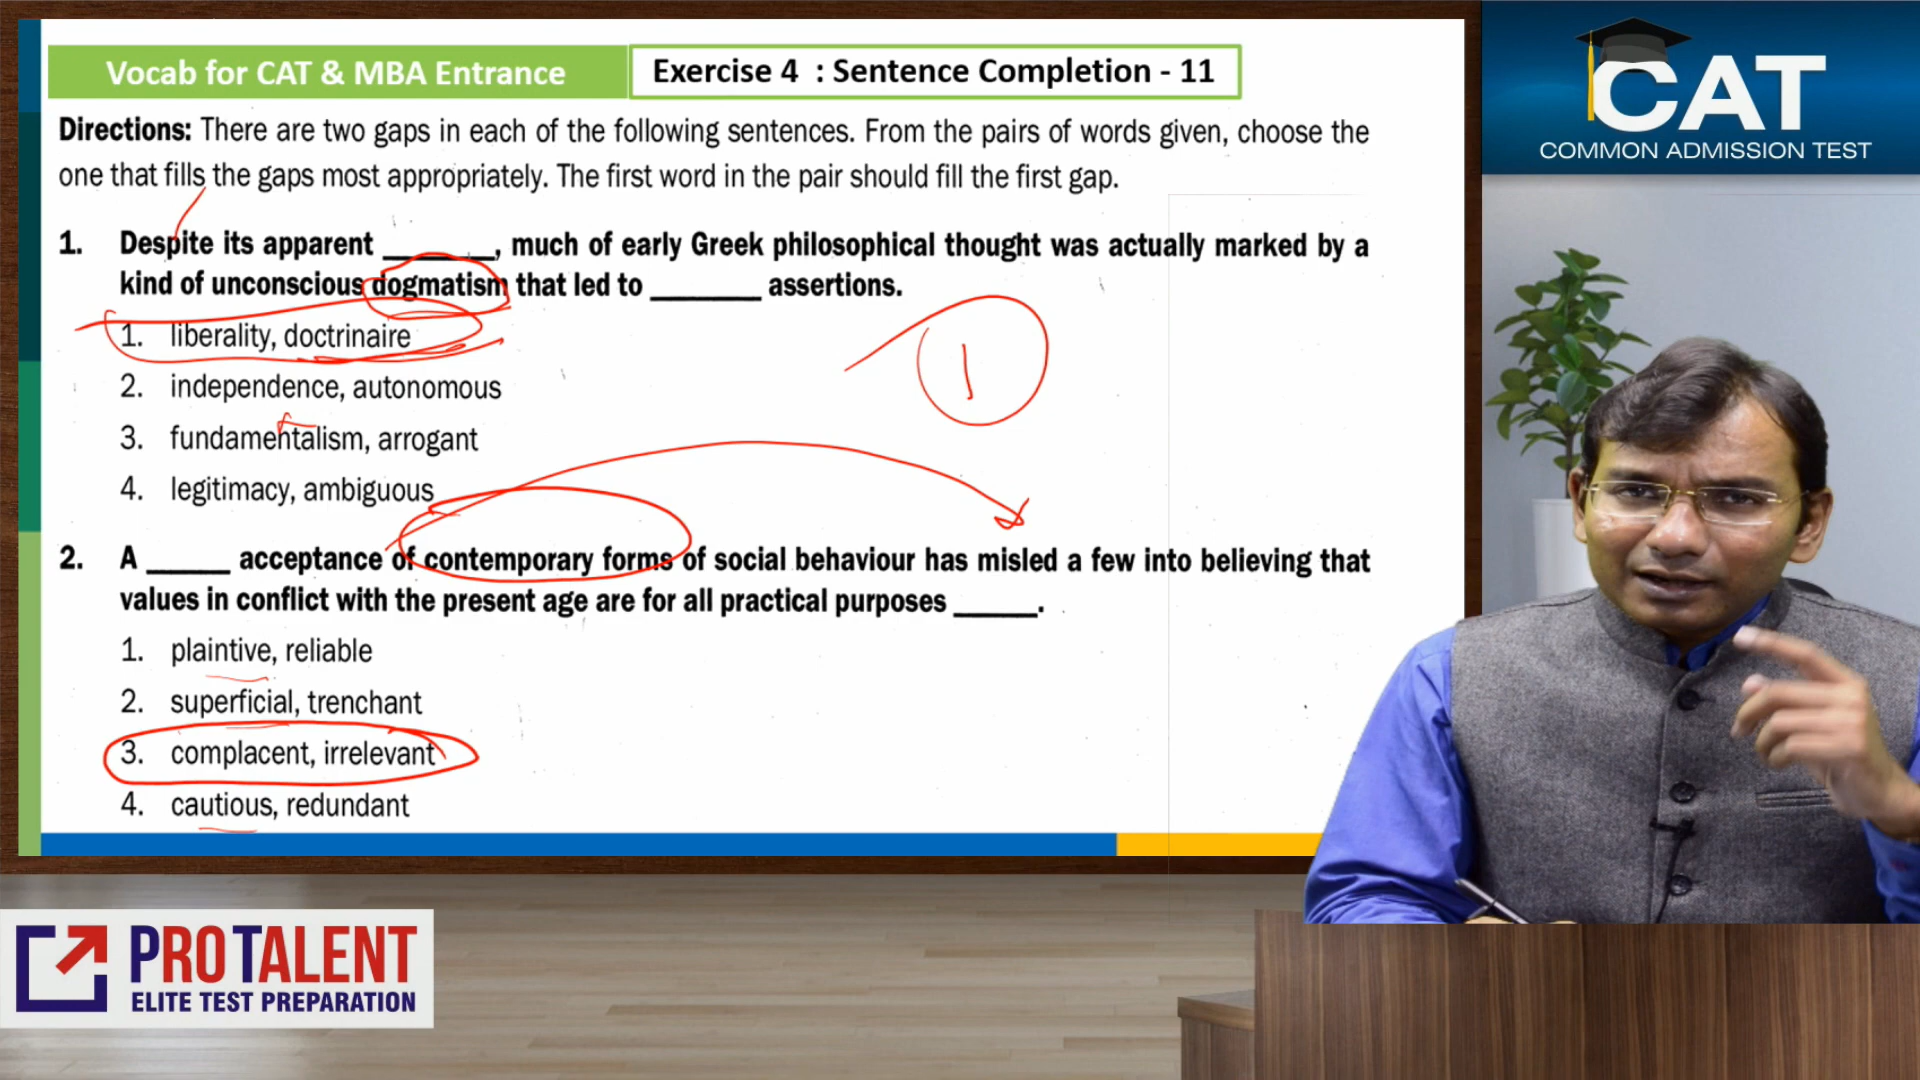 Vocab for CAT & MBA Entrance
Exercise 4 : Sentence Completion - 11
Directions: There are two gaps in each of the following sentences. From the pairs of words given, choose the
one that fills the gaps most appropriately. The first word in the pair should fill the first gap.
1. Despite its apparent _______, much of early Greek philosophical thought was actually marked by a
kind of unconscious dogmatism that led to _______ assertions.
1. liberality, doctrinaire
2. independence, autonomous
3. fundamentalism, arrogant
4. legitimacy, ambiguous
1
2. A _____ acceptance of contemporary forms of social behaviour has misled a few into believing that
values in conflict with the present age are for all practical purposes _____.
1. plaintive, reliable
2. superficial, trenchant
3. complacent, irrelevant
4. cautious, redundant
CAT
COMMON ADMISSION TEST
PROTALENT
ELITE TEST PREPARATION